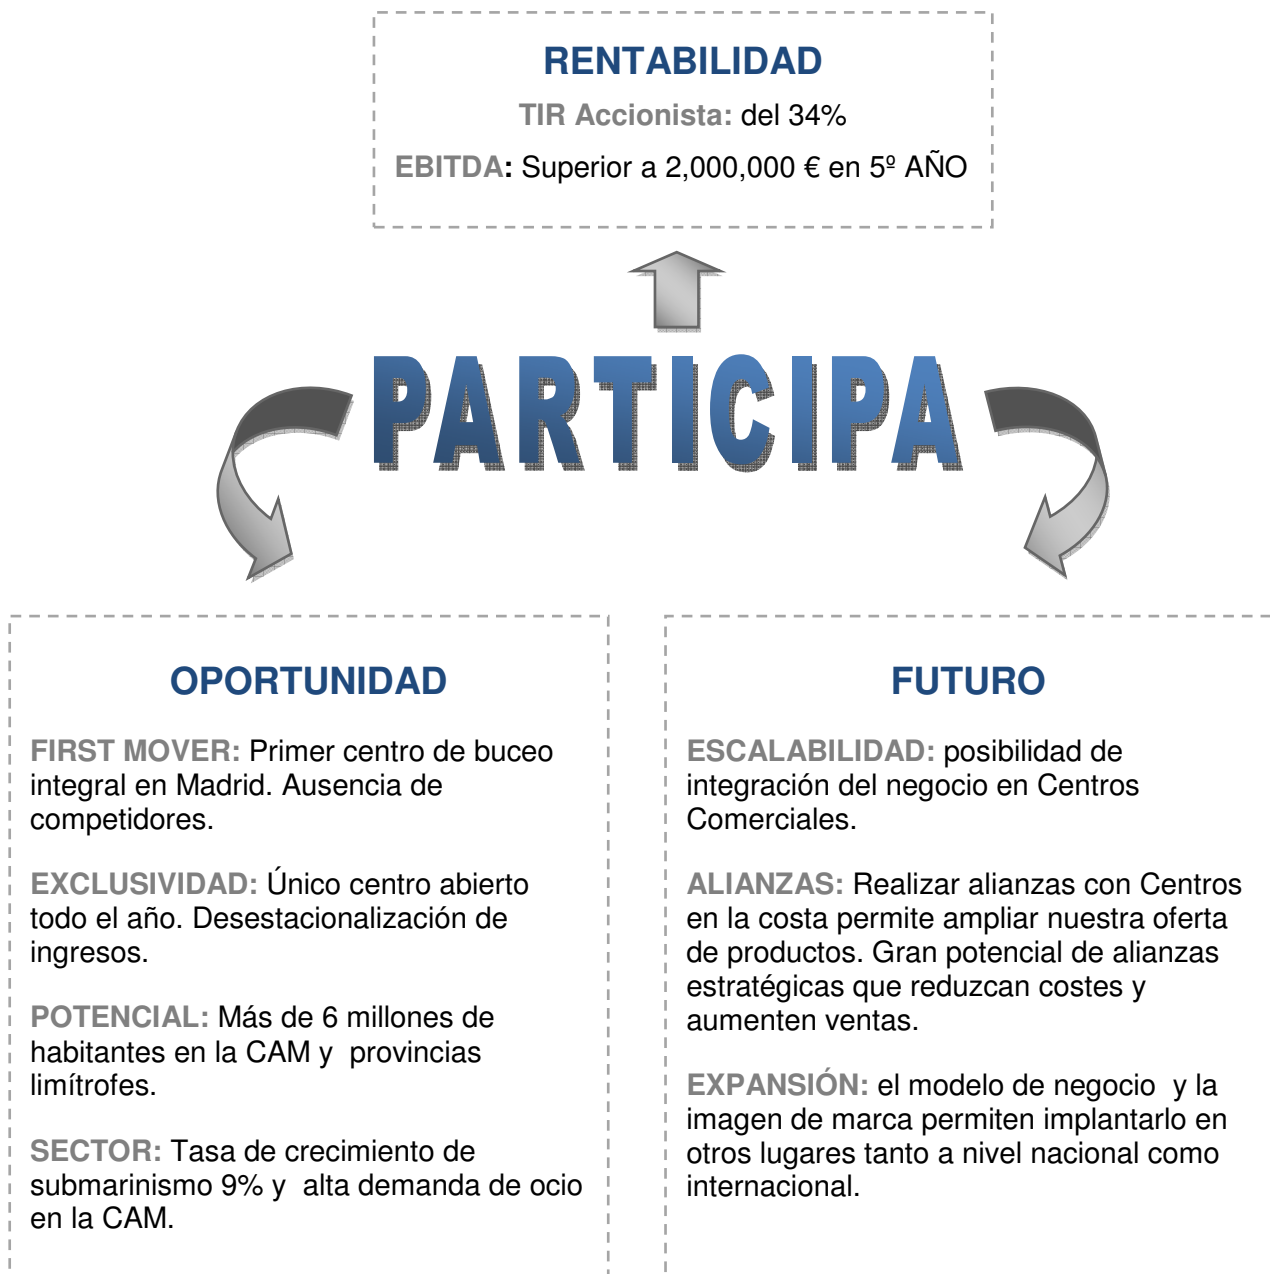 RENTABILIDAD
TIR Accionista: del 34%
EBITDA: Superior a 2,000,000 € en 5º AÑO
PARTICIPA
OPORTUNIDAD
FIRST MOVER: Primer centro de buceo
integral en Madrid. Ausencia de
competidores.
EXCLUSIVIDAD: Único centro abierto
todo el año. Desestacionalización de
ingresos.
POTENCIAL: Más de 6 millones de
habitantes en la CAM y  provincias
limítrofes.
SECTOR: Tasa de crecimiento de
submarinismo 9% y  alta demanda de ocio
en la CAM.
FUTURO
ESCALABILIDAD: posibilidad de
integración del negocio en Centros
Comerciales.
ALIANZAS: Realizar alianzas con Centros
en la costa permite ampliar nuestra oferta
de productos. Gran potencial de alianzas
estratégicas que reduzcan costes y
aumenten ventas.
EXPANSIÓN: el modelo de negocio  y la
imagen de marca permiten implantarlo en
otros lugares tanto a nivel nacional como
internacional.